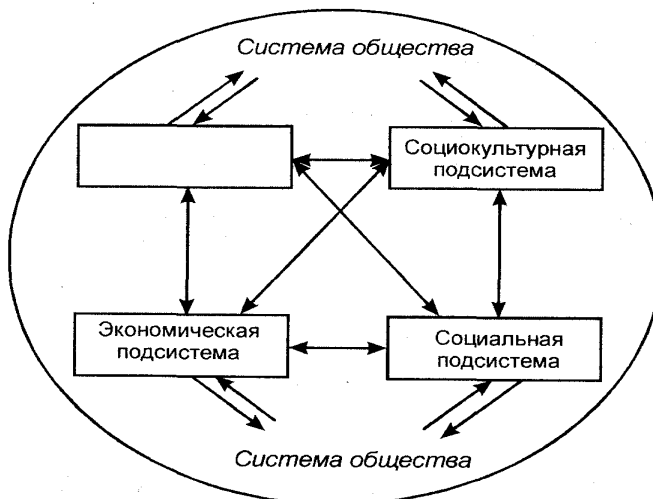 Система общества
Социокультурная
подсистема
Экономическая
подсистема
Социальная
подсистема
Система общества